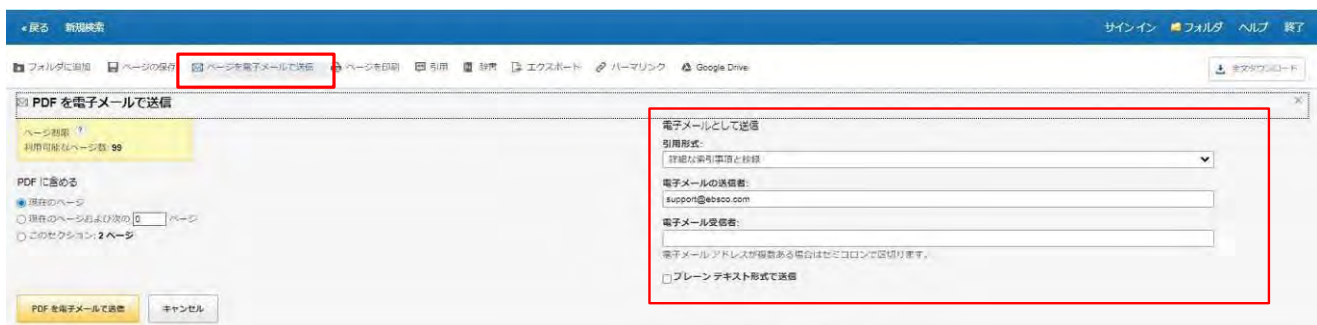 «戻る 新規検索 サインイン フォルダ ヘルプ 終了
フォルダに追加 ページの保存 ページを電子メールで送信 ページを印刷 引用 辞書 エクスポート パーマリンク Google Drive 全文ダウンロード
PDF を電子メールで送信 ×
ページ制限 ?
利用可能なページ数: 99
PDF に含める
現在のページ
現在のページおよび次の 0 ページ
このセクション: 2 ページ
電子メールとして送信
引用形式:
詳細な索引事項と抄録
電子メールの送信者:
support@ebsco.com
電子メール受信者:
電子メール アドレスが複数ある場合はセミコロンで区切ります。
プレーン テキスト形式で送信
PDF を電子メールで送信 キャンセル